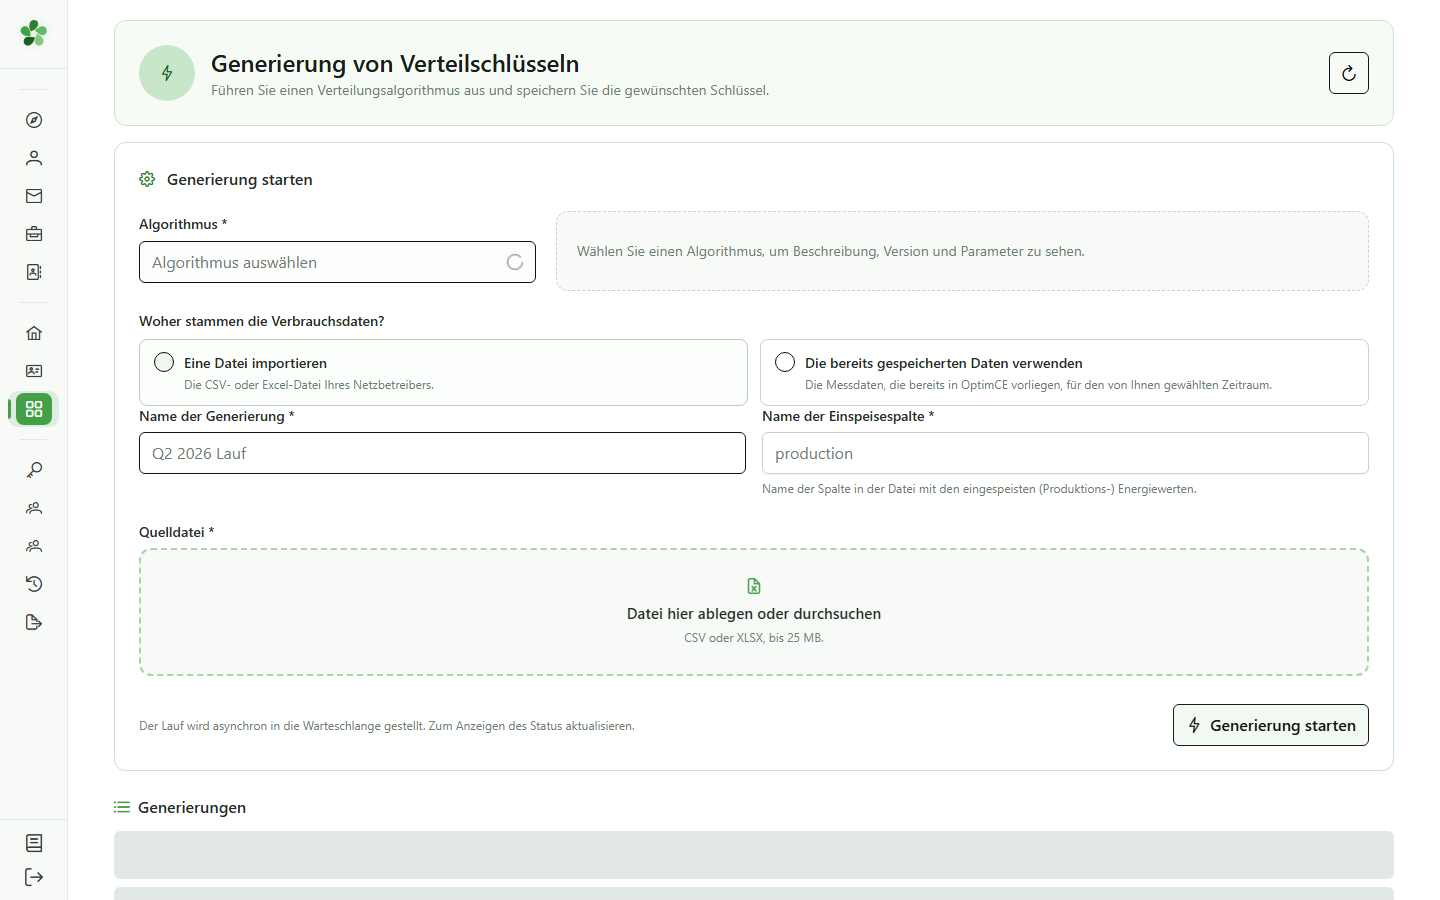 Generierung von Verteilschlüsseln
Führen Sie einen Verteilungsalgorithmus aus und speichern Sie die gewünschten Schlüssel.
Generierung starten
Algorithmus *
Algorithmus auswählen
Wählen Sie einen Algorithmus, um Beschreibung, Version und Parameter zu sehen.
Woher stammen die Verbrauchsdaten?
Eine Datei importieren
Die CSV- oder Excel-Datei Ihres Netzbetreibers.
Die bereits gespeicherten Daten verwenden
Die Messdaten, die bereits in OptimCE vorliegen, für den von Ihnen gewählten Zeitraum.
Name der Generierung *
Q2 2026 Lauf
Name der Einspeisespalte *
production
Name der Spalte in der Datei mit den eingespeisten (Produktions-) Energiewerten.
Quelldatei *
Datei hier ablegen oder durchsuchen
CSV oder XLSX, bis 25 MB.
Der Lauf wird asynchron in die Warteschlange gestellt. Zum Anzeigen des Status aktualisieren.
Generierung starten
Generierungen